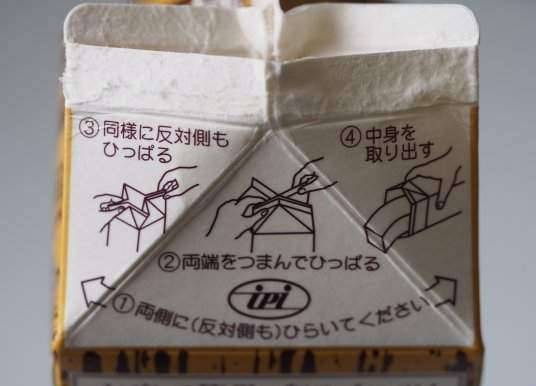 ③同様に反対側も
ひっぱる
④中身を
取り出す
②両端をつまんでひっぱる
ipi
①両側に(反対側も)ひらいてください